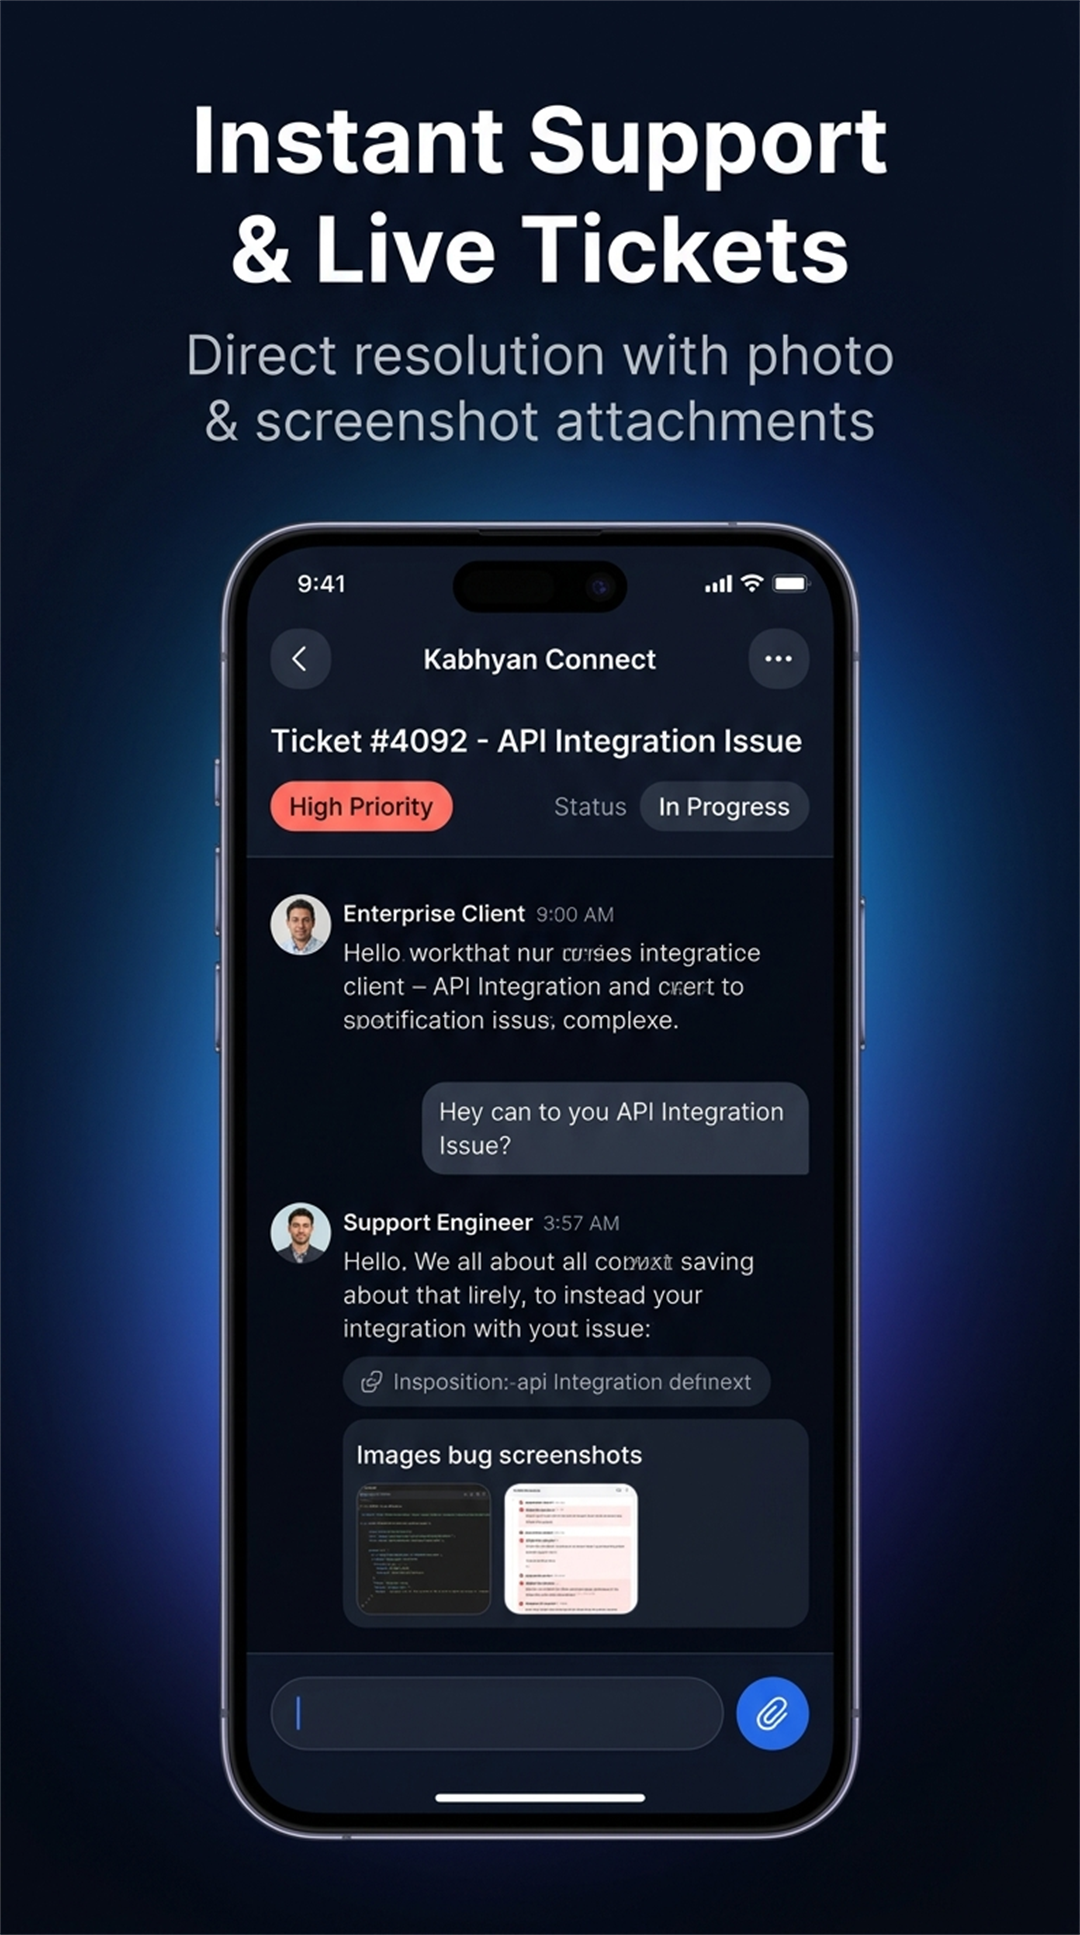 Instant Support
& Live Tickets
Direct resolution with photo
& screenshot attachments
9:41
Kabhyan Connect
Ticket #4092 - API Integration Issue
High Priority
Status
In Progress
Enterprise Client 9:00 AM
Hello workthat nur integratice
client – API Integration and to
spotification issus, complexe.
Hey can to you API Integration
Issue?
Support Engineer 3:57 AM
Hello. We all about all saving
about that lirely, to instead your
integration with yout issue:
Insposition:-api Integration definext
Images bug screenshots